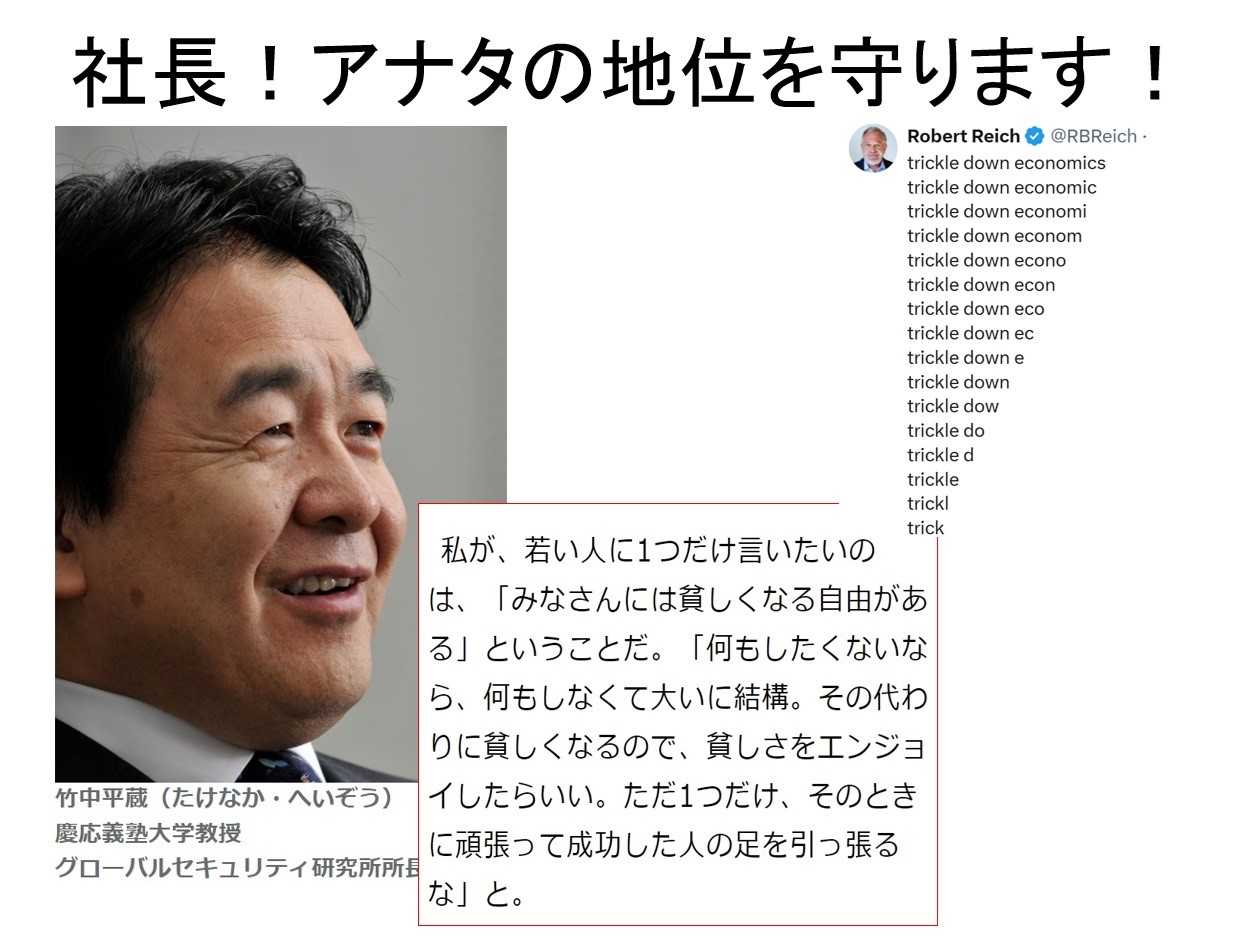 社長！アナタの地位を守ります！
Robert Reich @RBReich ·
trickle down economics
trickle down economic
trickle down economi
trickle down econom
trickle down econo
trickle down econ
trickle down eco
trickle down ec
trickle down e
trickle down
trickle dow
trickle do
trickle d
trickle
trickl
trick
私が、若い人に1つだけ言いたいの
は、「みなさんには貧しくなる自由があ
る」ということだ。「何もしたくないな
ら、何もしなくて大いに結構。その代わ
りに貧しくなるので、貧しさをエンジョ
イしたらいい。ただ1つだけ、そのとき
に頑張って成功した人の足を引っ張る
な」と。
竹中平蔵（たけなか・へいぞう）
慶応義塾大学教授
グローバルセキュリティ研究所所長